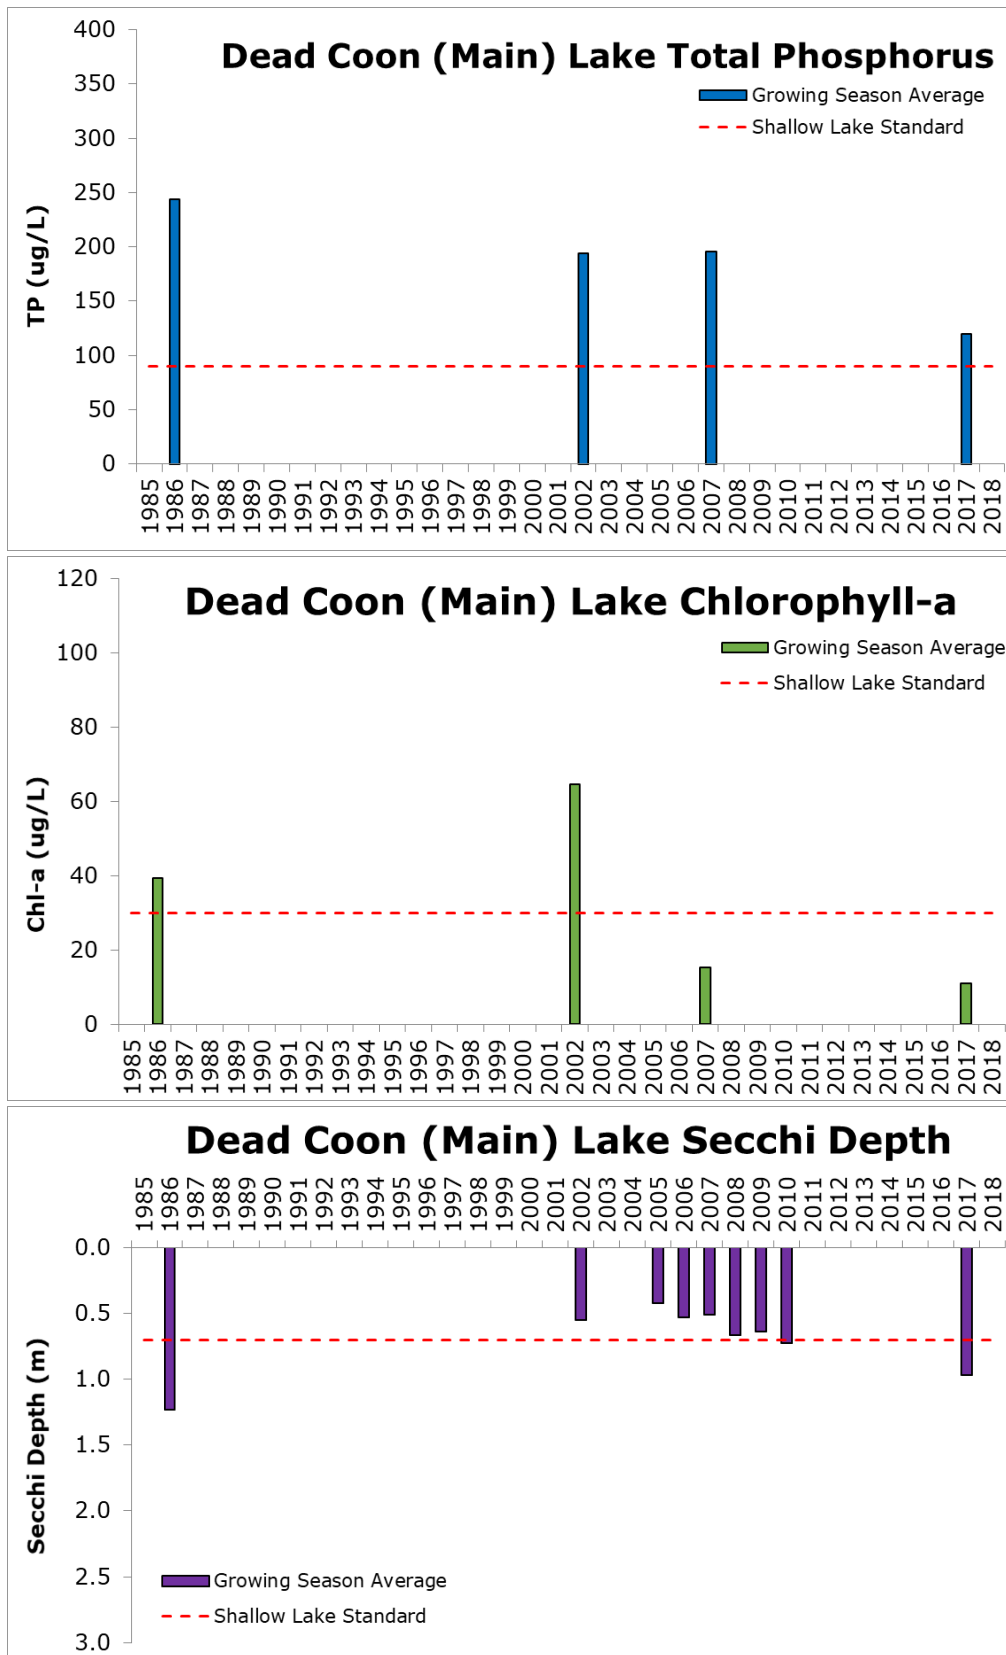 Dead Coon (Main) Lake Total Phosphorus
Growing Season Average
Shallow Lake Standard
TP (ug/L)
400
350
300
250
200
150
100
50
0
1985 1986 1987 1988 1989 1990 1991 1992 1993 1994 1995 1996 1997 1998 1999 2000 2002 2003 2004 2005 2006 2007 2008 2009 2010 2011 2012 2013 2014 2015 2016 2017 2018
Dead Coon (Main) Lake Chlorophyll-a
Growing Season Average
Shallow Lake Standard
Chl-a (ug/L)
120
100
80
60
40
20
0
1985 1986 1987 1988 1989 1990 1991 1992 1993 1994 1995 1996 1997 1998 1999 2000 2001 2002 2003 2004 2005 2006 2007 2008 2009 2010 2011 2012 2013 2014 2015 2016 2017 2018
Dead Coon (Main) Lake Secchi Depth
1985 1986 1987 1988 1989 1990 1991 1992 1993 1994 1995 1996 1997 1998 1999 2000 2001 2002 2003 2004 2005 2006 2007 2008 2009 2010 2011 2012 2013 2014 2015 2016 2017 2018
Secchi Depth (m)
0.0
0.5
1.0
1.5
2.0
2.5
3.0
Growing Season Average
Shallow Lake Standard